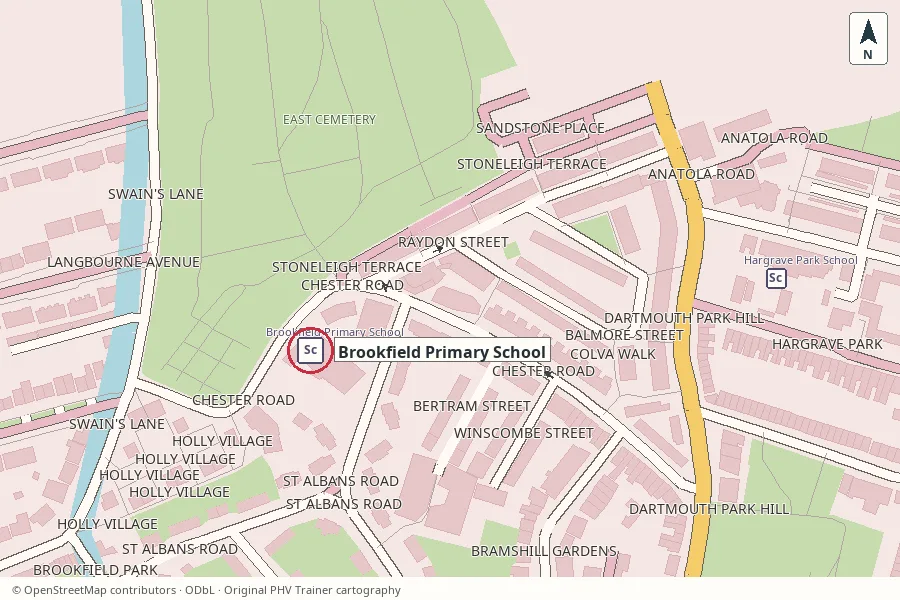 N
EAST CEMETERY
SANDSTONE PLACE
ANATOLA ROAD
STONELEIGH TERRACE
ANATOLA ROAD
SWAIN'S LANE
RAYDON STREET
LANGBOURNE AVENUE
Hargrave Park School
STONELEIGH TERRACE
Sc
CHESTER ROAD
DARTMOUTH PARK HILL
Brookfield Primary School
BALMORE STREET
HARGRAVE PARK
Sc
Brookfield Primary School
COLVA WALK
CHESTER ROAD
CHESTER ROAD
BERTRAM STREET
SWAIN'S LANE
WINSCOMBE STREET
HOLLY VILLAGE
HOLLY VILLAGE
HOLLY VILLAGE
ST ALBANS ROAD
HOLLY VILLAGE
ST ALBANS ROAD
DARTMOUTH PARK HILL
HOLLY VILLAGE
ST ALBANS ROAD
BRAMSHILL GARDENS
BROOKFIELD PARK
© OpenStreetMap contributors · ODbL · Original PHV Trainer cartography